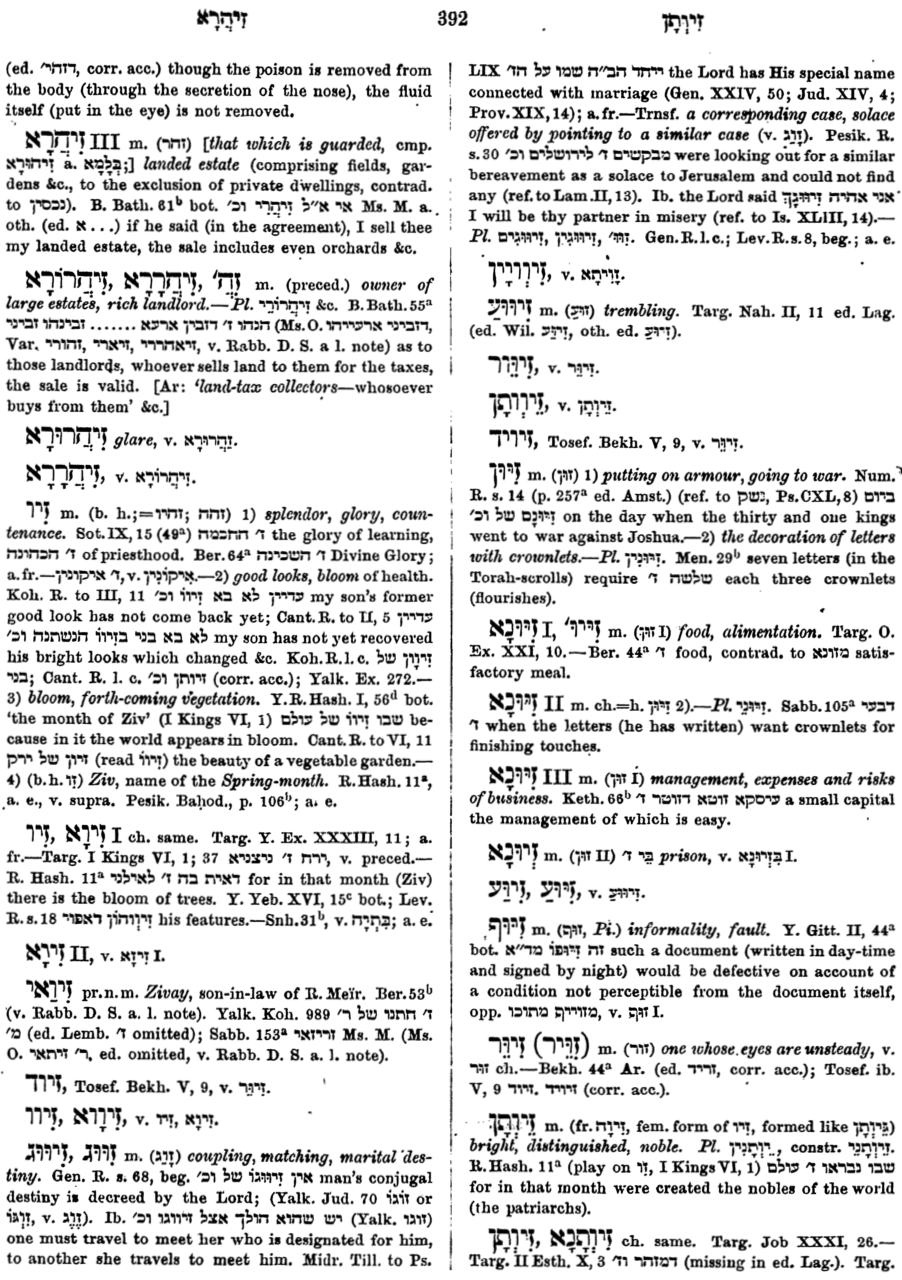 זִיהֲרָא 392 זִיוְתָן
(ed. דזהיר׳, corr. acc.) though the poison is removed from
the body (through the secretion of the nose), the fluid
itself (put in the eye) is not removed.
זִיהֲרָא III m. (זהר) [that which is guarded, cmp.
זִיהוּרָא a. בַּלְמָא;] landed estate (comprising fields, gar-
dens &c., to the exclusion of private dwellings, contrad.
to נכסין). B. Bath. 61ᵇ bot. אי א״ל זִיהֲרֵי וכ׳ Ms. M. a.
oth. (ed. א . . .) if he said (in the agreement), I sell thee
my landed estate, the sale includes even orchards &c.
זִיהֲרוֹרָא, זִיהֲרָרָא, זֶה׳ m. (preced.) owner of
large estates, rich landlord.—Pl. זִיהֲרוֹרֵי &c. B. Bath. 55ᵃ
הנהו ז׳ דזבין ארעא ....... זבינהו זביני (Ms. O. דזביני ארעייהו,
Var. זיאהררי, זיארי, זהורי, v. Rabb. D. S. a l. note) as to
those landlords, whoever sells land to them for the taxes,
the sale is valid. [Ar: ‘land-tax collectors—whosoever
buys from them’ &c.]
זִיהֲרוּרָא glare, v. זַהֲרוּרָא.
זִיהֲרָרָא, v. זִיהֲרוֹרָא.
זִיו m. (b. h.; =זהיו; זהה) 1) splendor, glory, coun-
tenance. Sot. IX, 15 (49ᵃ) ז׳ החכמה the glory of learning,
ז׳ הכהונה of priesthood. Ber. 64ᵃ ז׳ השכינה Divine Glory;
a. fr.—ז׳ איקונין, v. אִיקוֹנִין.—2) good looks, bloom of health.
Koh. R. to III, 11 עדיין לא בא זִיווֹ וכ׳ my son’s former
good look has not come back yet; Cant. R. to II, 5 עדיין
לא בא בני בזיווֹ הנשתנה וכ׳ my son has not yet recovered
his bright looks which changed &c. Koh. R. l. c. זִיוָון של
בני; Cant. R. l. c. זיותן וכ׳ (corr. acc.); Yalk. Ex. 272.—
3) bloom, forth-coming vegetation. Y. R. Hash. I, 56ᵈ bot.
‘the month of Ziv’ (I Kings VI, 1) שבו זִיווֹ של עולם be-
cause in it the world appears in bloom. Cant. R. to VI, 11
זיון של ירק (read זִיווֹ) the beauty of a vegetable garden.—
4) (b. h. זִו) Ziv, name of the Spring-month. R. Hash. 11ᵃ,
a. e., v. supra. Pesik. Baḥod., p. 106ᵇ; a. e.
זִיו, זִיוָא I ch. same. Targ. Y. Ex. XXXIII, 11; a.
fr.—Targ. I Kings VI, 1; 37 ירח ז׳ ניצניא, v. preced.—
R. Hash. 11ᵃ דאית בה ז׳ לאילני for in that month (Ziv)
there is the bloom of trees. Y. Yeb. XVI, 15ᶜ bot.; Lev.
R. s. 18 זִיוְוהוֹן דאפוי his features.—Snh. 31ᵇ, v. בַּתְיָה; a. e.
זִיוָא II, v. זִיזָא I.
זִיוַאי pr. n. m. Zivay, son-in-law of R. Meïr. Ber. 53ᵇ
(v. Rabb. D. S. a. l. note). Yalk. Koh. 989 ז׳ חתנו של ר׳
מ׳ (ed. Lemb. ז׳ omitted); Sabb. 153ᵃ זריזאי Ms. M. (Ms.
O. ר׳ זיתאי, ed. omitted, v. Rabb. D. S. a. l. note).
זִיוד, Tosef. Bekh. V, 9, v. זִיוֵּר.
זִיוָוא, זִיוו, v. זִיו, זִיוָא.
זִיוּוּג, זִוּוּג m. (זָוַג) coupling, matching, marital des-
tiny. Gen. R. s. 68, beg. אין זִיוּוּגוֹ של וכ׳ man’s conjugal
destiny is decreed by the Lord; (Yalk. Jud. 70 זוּגוֹ or
זִוְּגוֹ, v. זֶוֶג). Ib. יש שהוא הולך אצל זיווגו וכ׳ (Yalk. זוגו)
one must travel to meet her who is designated for him,
to another she travels to meet him. Midr. Till. to Ps.
LIX ייחד הב״ה שמו על הז׳ the Lord has His special name
connected with marriage (Gen. XXIV, 50; Jud. XIV, 4;
Prov. XIX, 14); a. fr.—Trnsf. a corresponding case, solace
offered by pointing to a similar case (v. זָוַג). Pesik. R.
s. 30 מבקשים ז׳ לירושלים וכ׳ were looking out for a similar
bereavement as a solace to Jerusalem and could not find
any (ref. to Lam. II, 13). Ib. the Lord said אני אהיה זִיוּוּגֵךְ
I will be thy partner in misery (ref. to Is. XLIII, 14).—
Pl. זִיוּוּגִים, זִיוּוּגִין, זִוּ׳. Gen. R. l. c.; Lev. R. s. 8, beg.; a. e.
זִיוְוִיין, v. זָוִיתָא.
זִיוּוּעַ m. (זוּעַ) trembling. Targ. Nah. II, 11 ed. Lag.
(ed. Wil. זִיוֵּעַ, oth. ed. זִיוַּע).
זִיוֵּור, v. זִיוֵּר.
זֵיוְותָן, v. זֵיוְתָן.
זִיוִיד, Tosef. Bekh. V, 9, v. זִיוֵּר.
זִיוּן m. (זוּן) 1) putting on armour, going to war. Num.
R. s. 14 (p. 257ᵃ ed. Amst.) (ref. to נשק, Ps. CXL, 8) ביום
זִיוּנָם של וכ׳ on the day when the thirty and one kings
went to war against Joshua.—2) the decoration of letters
with crownlets.—Pl. זִיוּנִין. Men. 29ᵇ seven letters (in the
Torah-scrolls) require שלשה ז׳ each three crownlets
(flourishes).
זִיוּנָא I, זִיוּ׳ m. (זוּן I) food, alimentation. Targ. O.
Ex. XXI, 10.—Ber. 44ᵃ ז׳ food, contrad. to מזונא satis-
factory meal.
זִיוּנָא II m. ch.=h. זִיוּן 2).—Pl. זִיוּנֵי. Sabb. 105ᵃ דבעי
ז׳ when the letters (he has written) want crownlets for
finishing touches.
זִיוּנָא III m. (זון I) management, expenses and risks
of business. Keth. 66ᵇ עיסקא זוטא דזוטר ז׳ a small capital
the management of which is easy.
זְיוָנָא m. (זון II) בי ז׳ prison, v. בִּזְיוּנָא I.
זִיוֵּעַ, זִיוַּע, v. זִיוּוּעַ.
זִיוּף m. (זוּף, Pi.) informality, fault. Y. Gitt. II, 44ᵃ
bot. זה זִיוּפוֹ מד״א such a document (written in day-time
and signed by night) would be defective on account of
a condition not perceptible from the document itself,
opp. מזוייף מתוכו, v. זוּף I.
זִיוֵּר (זִוֵּיר) m. (זור) one whose eyes are unsteady, v.
זוּר ch.—Bekh. 44ᵃ Ar. (ed. זריד, corr. acc.); Tosef. ib.
V, 9 זיוד, זיויד (corr. acc.).
זֵיוְתָן m. (fr. זִיוָה, fem. form of זִיו, formed like גֵּיוְתָן)
bright, distinguished, noble. Pl. זֵיוְתָנִין, constr. זֵיוְתָנֵי.
R. Hash. 11ᵃ (play on זִו, I Kings VI, 1) שבו נבראו ז׳ עולם
for in that month were created the nobles of the world
(the patriarchs).
זֵיוְתָנָא, זִיוְתָן ch. same. Targ. Job XXXI, 26.—
Targ. II Esth. X, 3 דמזהר וז׳ (missing in ed. Lag.). Targ.